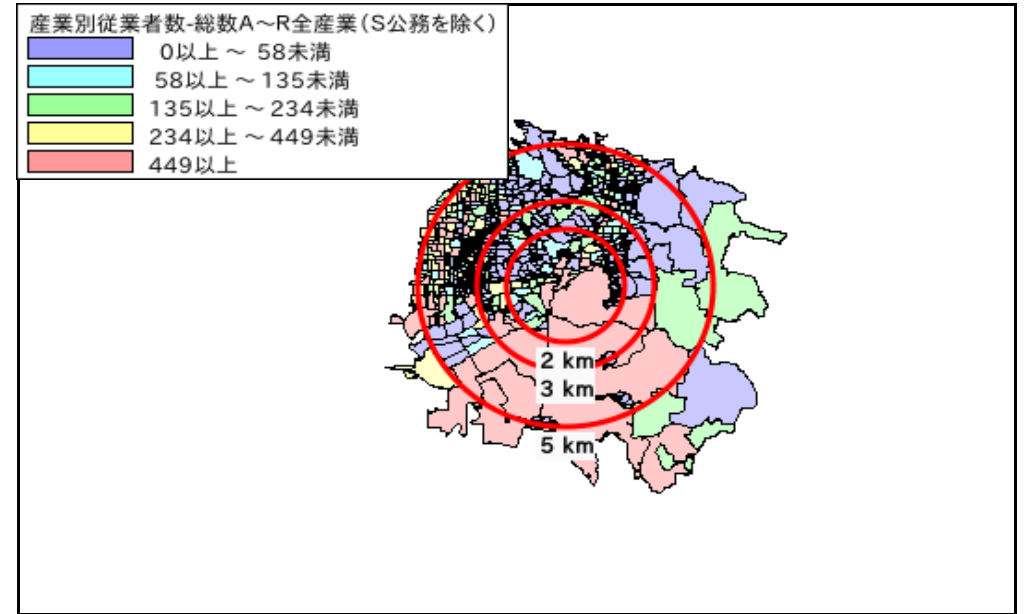 産業別従業者数-総数A～R全産業(S公務を除く)
0以上 ～ 58未満
58以上 ～ 135未満
135以上 ～ 234未満
234以上 ～ 449未満
449以上
2 km
3 km
5 km